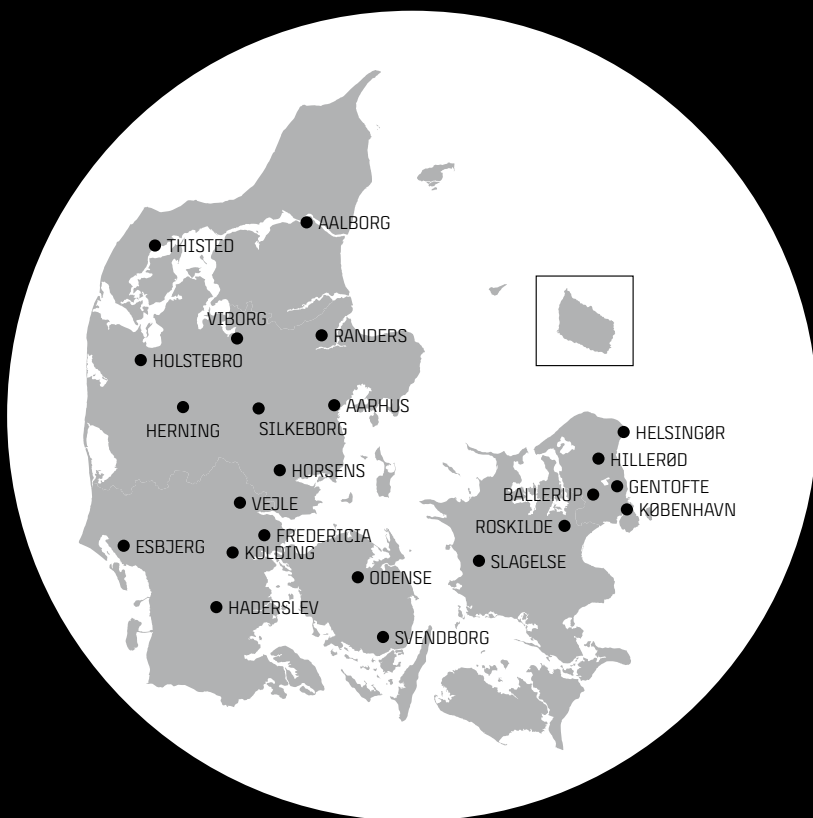 AALBORG
THISTED
VIBORG
RANDERS
HOLSTEBRO
AARHUS
HERNING
SILKEBORG
HELSINGØR
HILLERØD
HORSENS
GENTOFTE
BALLERUP
VEJLE
KØBENHAVN
ROSKILDE
FREDERICIA
ESBJERG
KOLDING
SLAGELSE
ODENSE
HADERSLEV
SVENDBORG